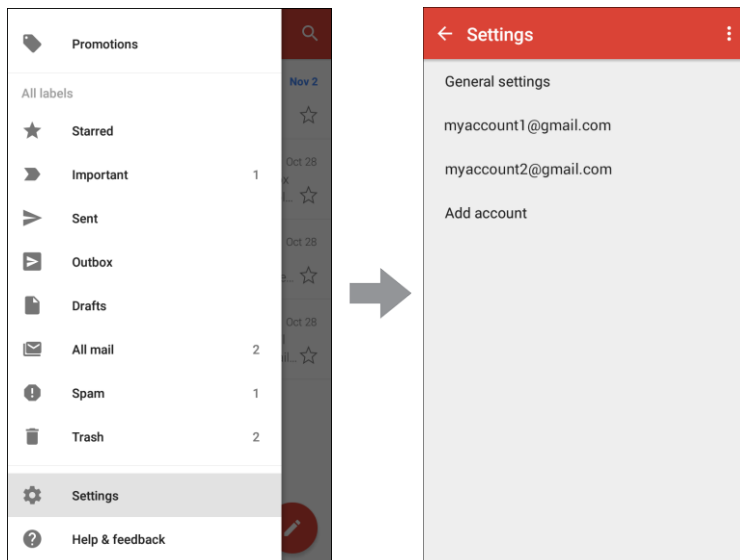 Promotions
Nov 2
All labels
Starred
Important 1
Oct 28
x
l...
Sent
Oct 28
Outbox
e...
Drafts
Oct 28
l
All mail 2
il...
Spam 1
Trash 2
Settings
Help & feedback
Settings
General settings
myaccount1@gmail.com
myaccount2@gmail.com
Add account